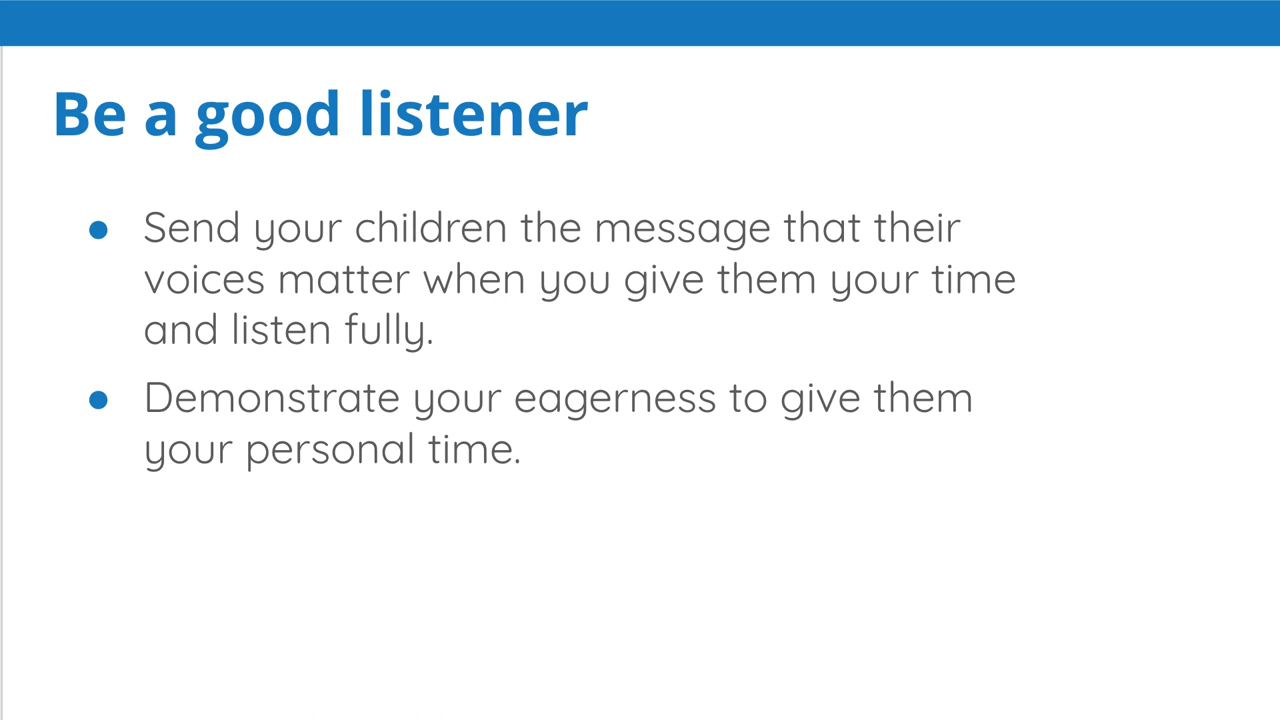 Be a good listener
● Send your children the message that their
voices matter when you give them your time
and listen fully.
● Demonstrate your eagerness to give them
your personal time.